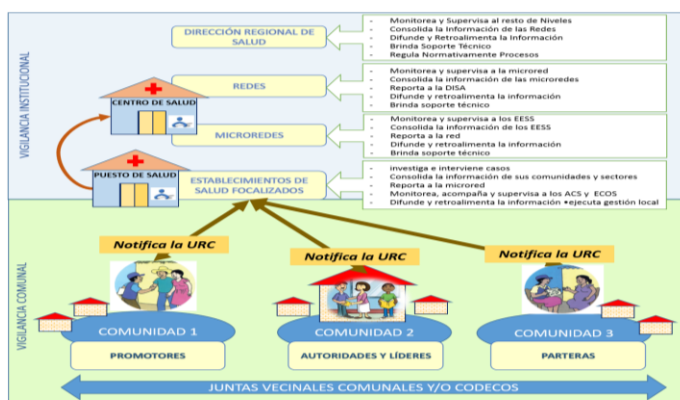 VIGILANCIA INSTITUCIONAL
DIRECCIÓN REGIONAL DE
SALUD
- Monitorea y Supervisa al resto de Niveles
- Consolida la Información de las Redes
- Difunde y Retroalimenta la Información
- Brinda Soporte Técnico
- Regula Normativamente Procesos
REDES
- Monitorea y supervisa a la microred
- Consolida la información de las microredes
- Reporta a la DISA
- Difunde y retroalimenta la información
- Brinda soporte técnico
CENTRO DE SALUD
MICROREDES
- Monitorea y supervisa a los EESS
- Consolida la información de los EESS
- Reporta a la red
- Difunde y retroalimenta la información
- Brinda soporte técnico
PUESTO DE SALUD
ESTABLECIMIENTOS DE
SALUD FOCALIZADOS
- investiga e interviene casos
- Consolida la información de sus comunidades y sectores
- Reporta a la microred
- Monitorea, acompaña y supervisa a los ACS y ECOS
- Difunde y retroalimenta la información •ejecuta gestión local
VIGILANCIA COMUNAL
Notifica la URC
Notifica la URC
Notifica la URC
COMUNIDAD 1
COMUNIDAD 2
COMUNIDAD 3
PROMOTORES
AUTORIDADES Y LÍDERES
PARTERAS
JUNTAS VECINALES COMUNALES Y/O CODECOS